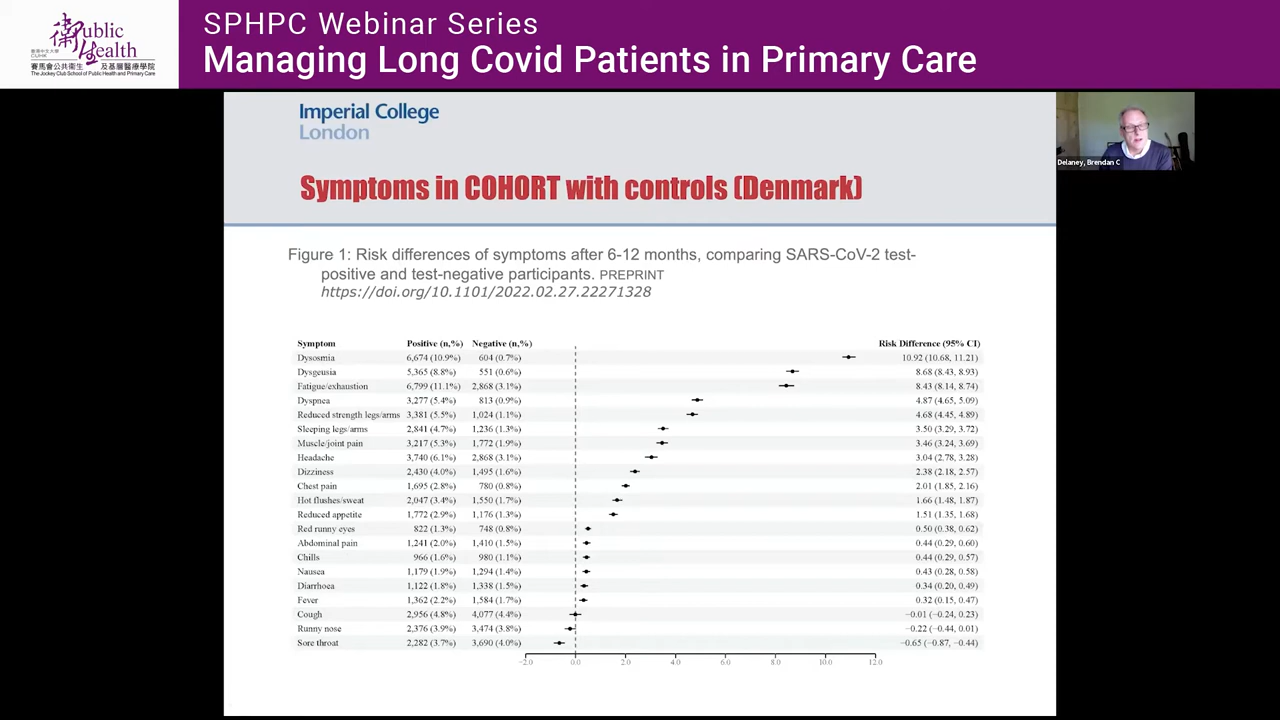 SPHPC Webinar Series
Managing Long Covid Patients in Primary Care
衞 Public Health
香港中文大學
CUHK
賽馬會公共衞生 及基層醫療學院
The Jockey Club School of Public Health and Primary Care
Imperial College
London
Delaney, Brendan C
Symptoms in COHORT with controls (Denmark)
Figure 1: Risk differences of symptoms after 6-12 months, comparing SARS-CoV-2 test-
positive and test-negative participants. PREPRINT
https://doi.org/10.1101/2022.02.27.22271328
Symptom Positive (n,%) Negative (n,%) Risk Difference (95% CI)
Dysosmia 6,674 (10.9%) 604 (0.7%) 10.92 (10.68, 11.21)
Dysgeusia 5,365 (8.8%) 551 (0.6%) 8.68 (8.43, 8.93)
Fatigue/exhaustion 6,799 (11.1%) 2,868 (3.1%) 8.43 (8.14, 8.74)
Dyspnea 3,277 (5.4%) 813 (0.9%) 4.87 (4.65, 5.09)
Reduced strength legs/arms 3,381 (5.5%) 1,024 (1.1%) 4.68 (4.45, 4.89)
Sleeping legs/arms 2,841 (4.7%) 1,236 (1.3%) 3.50 (3.29, 3.72)
Muscle/joint pain 3,217 (5.3%) 1,772 (1.9%) 3.46 (3.24, 3.69)
Headache 3,740 (6.1%) 2,868 (3.1%) 3.04 (2.78, 3.28)
Dizziness 2,430 (4.0%) 1,495 (1.6%) 2.38 (2.18, 2.57)
Chest pain 1,695 (2.8%) 780 (0.8%) 2.01 (1.85, 2.16)
Hot flushes/sweat 2,047 (3.4%) 1,550 (1.7%) 1.66 (1.48, 1.87)
Reduced appetite 1,772 (2.9%) 1,176 (1.3%) 1.51 (1.35, 1.68)
Red runny eyes 822 (1.3%) 748 (0.8%) 0.50 (0.38, 0.62)
Abdominal pain 1,241 (2.0%) 1,410 (1.5%) 0.44 (0.29, 0.60)
Chills 966 (1.6%) 980 (1.1%) 0.44 (0.29, 0.57)
Nausea 1,179 (1.9%) 1,294 (1.4%) 0.43 (0.28, 0.58)
Diarrhoea 1,122 (1.8%) 1,338 (1.5%) 0.34 (0.20, 0.49)
Fever 1,362 (2.2%) 1,584 (1.7%) 0.32 (0.15, 0.47)
Cough 2,956 (4.8%) 4,077 (4.4%) −0.01 (−0.24, 0.23)
Runny nose 2,376 (3.9%) 3,474 (3.8%) −0.22 (−0.44, 0.01)
Sore throat 2,282 (3.7%) 3,690 (4.0%) −0.65 (−0.87, −0.44)
−2.0 0.0 2.0 4.0 6.0 8.0 10.0 12.0